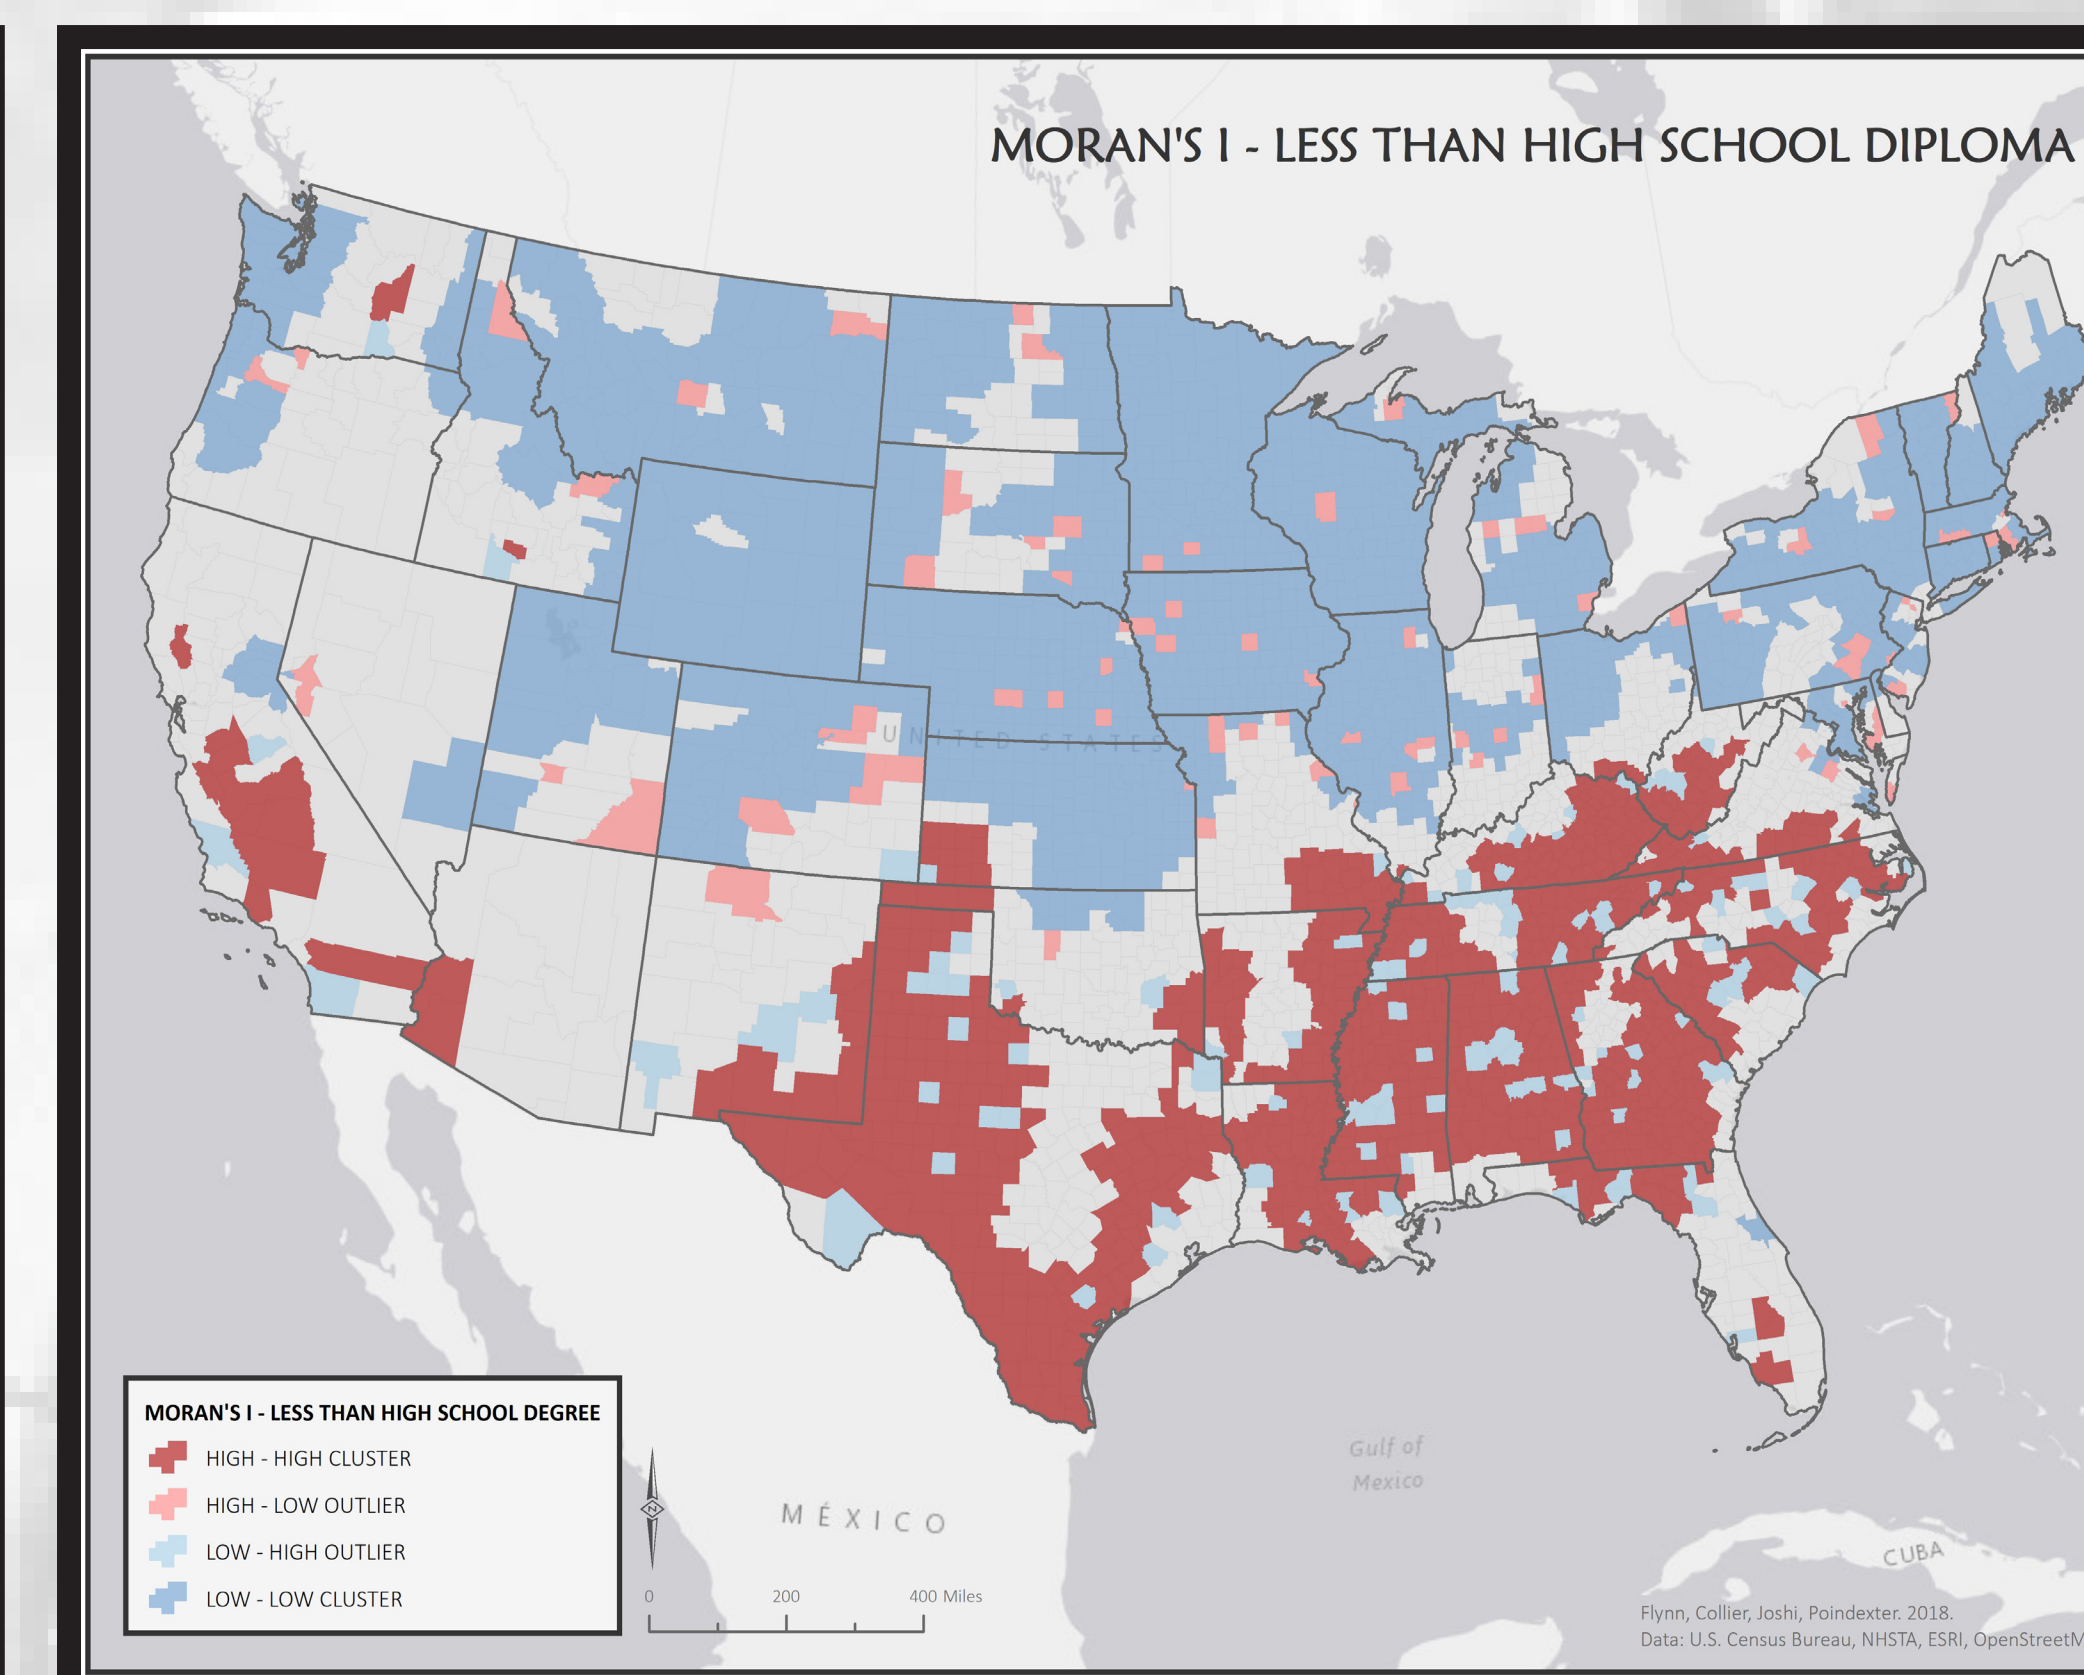 MORAN'S I - LESS THAN HIGH SCHOOL DIPLOMA
UNITED STATES
MORAN'S I - LESS THAN HIGH SCHOOL DEGREE
HIGH - HIGH CLUSTER
HIGH - LOW OUTLIER
LOW - HIGH OUTLIER
LOW - LOW CLUSTER
N
0 200 400 Miles
MÉXICO
Gulf of
Mexico
CUBA
Flynn, Collier, Joshi, Poindexter. 2018.
Data: U.S. Census Bureau, NHSTA, ESRI, OpenStreetM